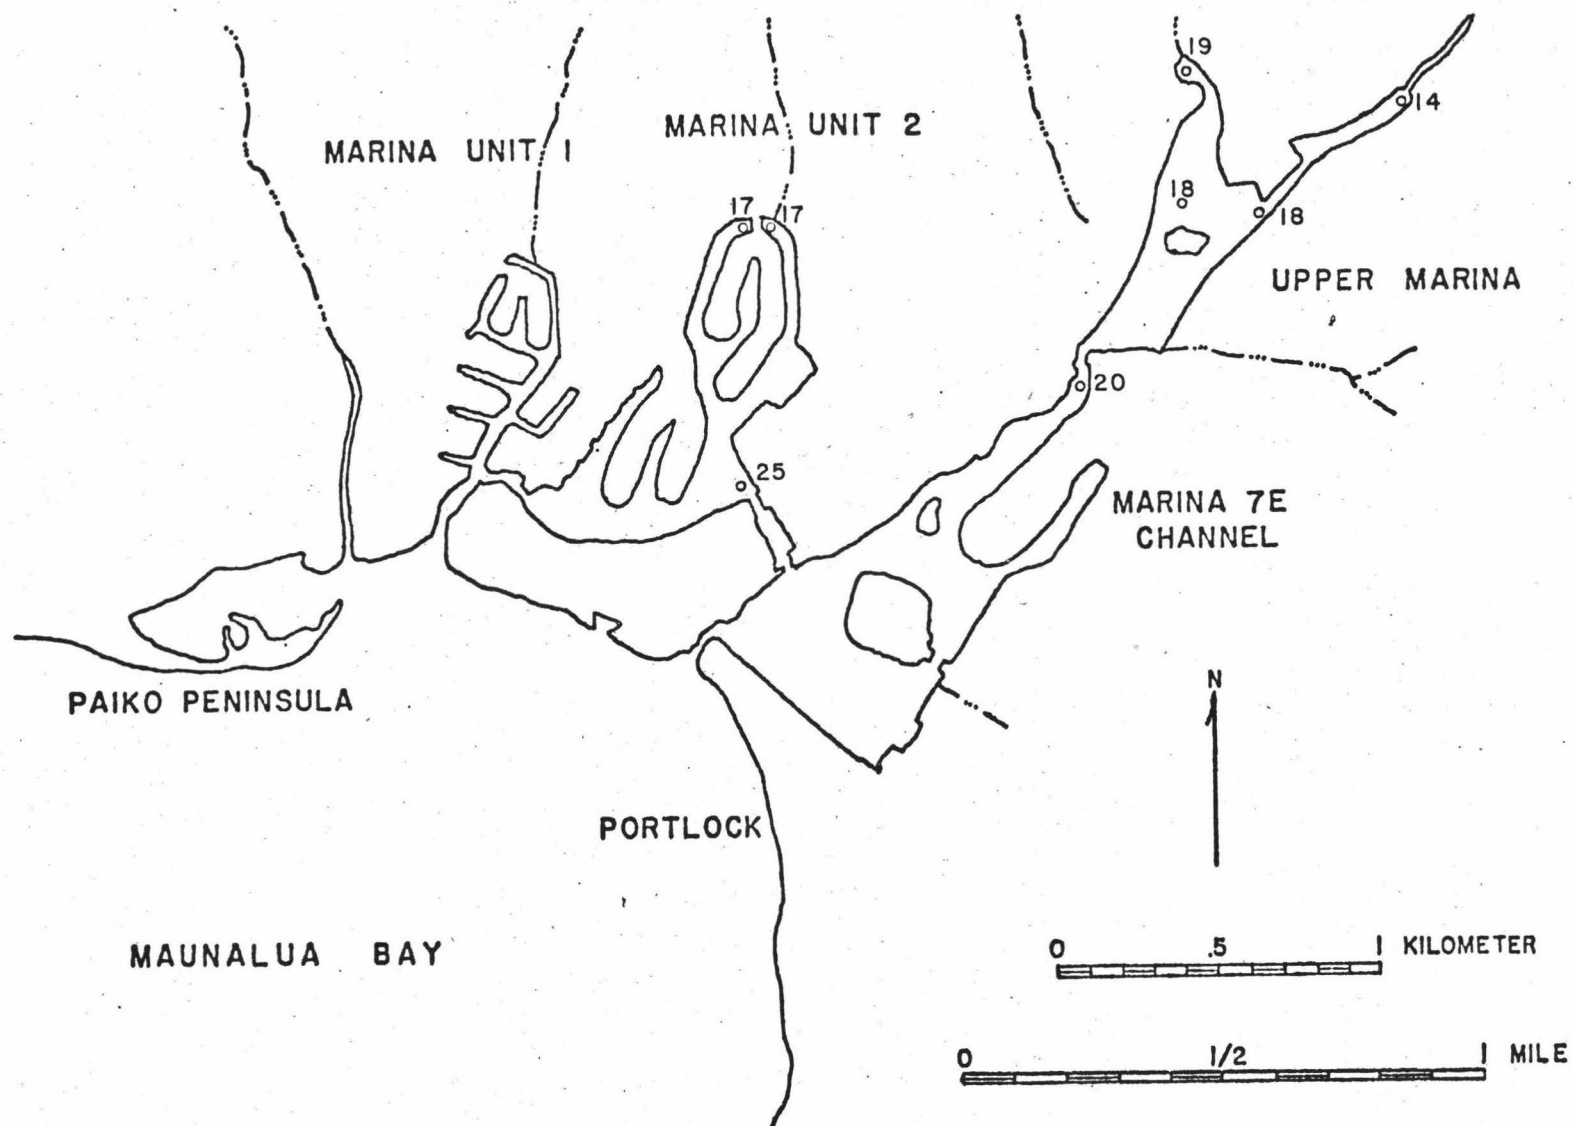 19
14
MARINA UNIT 1
MARINA UNIT 2
18
18
17
17
UPPER MARINA
20
25
MARINA 7E
CHANNEL
PAIKO PENINSULA
N
PORTLOCK
MAUNALUA BAY
0 .5 1 KILOMETER
0 1/2 1 MILE